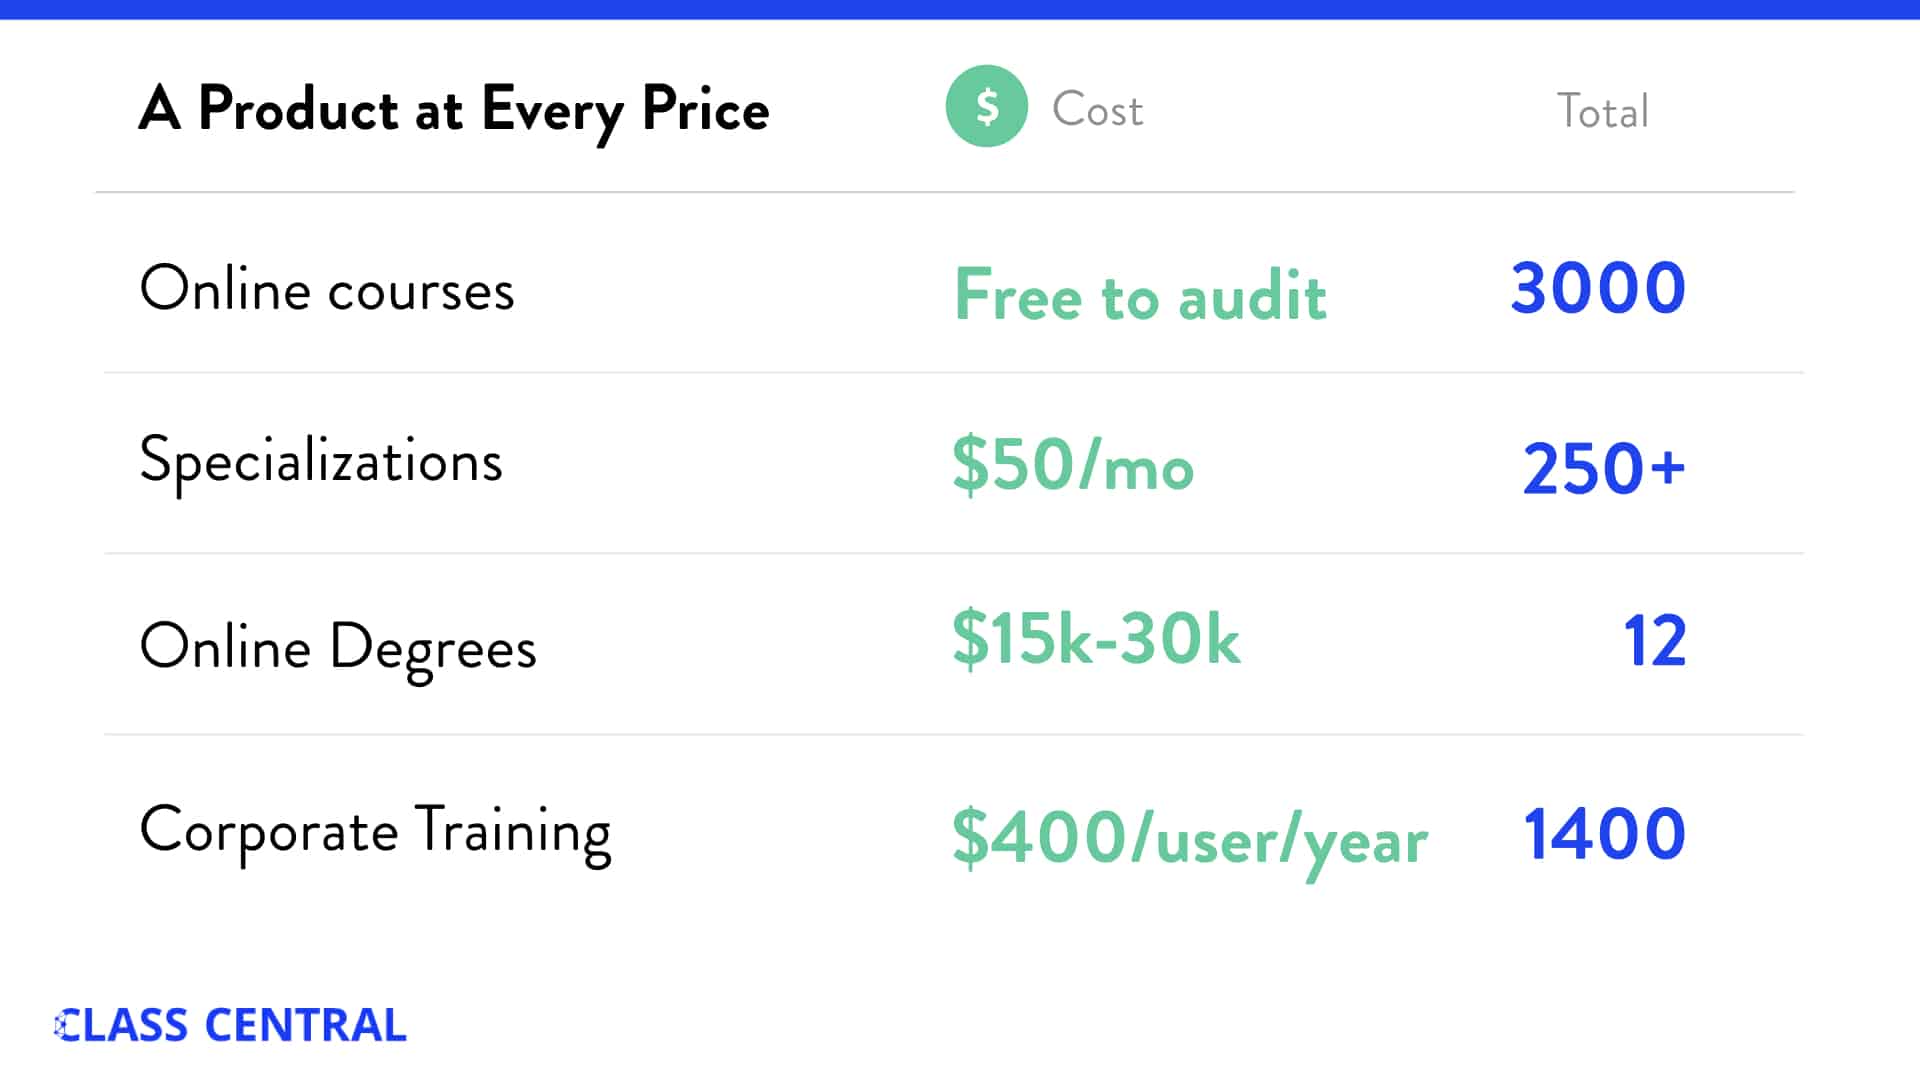 A Product at Every Price $ Cost Total
Online courses Free to audit 3000
Specializations $50/mo 250+
Online Degrees $15k-30k 12
Corporate Training $400/user/year 1400
CLASS CENTRAL